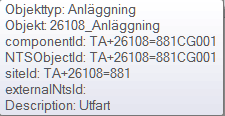 Objekttyp: Anläggning
Objekt: 26108_Anläggning
componentId: TA+26108=881CG001
NTSObjectId: TA+26108=881CG001
siteId: TA+26108=881
externalNtsId:
Description: Utfart